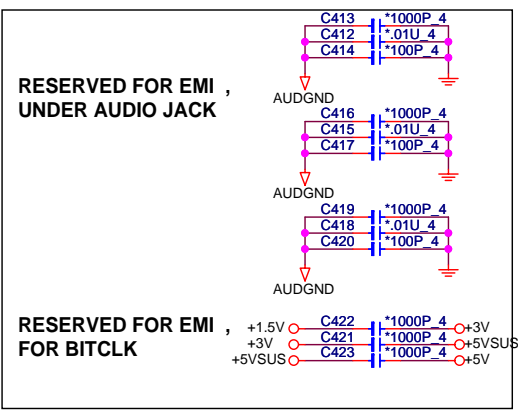 C413 *1000P_4
C412 *.01U_4
C414 *100P_4
RESERVED FOR EMI ,
UNDER AUDIO JACK
AUDGND
C416 *1000P_4
C415 *.01U_4
C417 *100P_4
AUDGND
C419 *1000P_4
C418 *.01U_4
C420 *100P_4
AUDGND
RESERVED FOR EMI ,
FOR BITCLK
+1.5V C422 *1000P_4 +3V
+3V C421 *1000P_4 +5VSUS
+5VSUS C423 *1000P_4 +5V